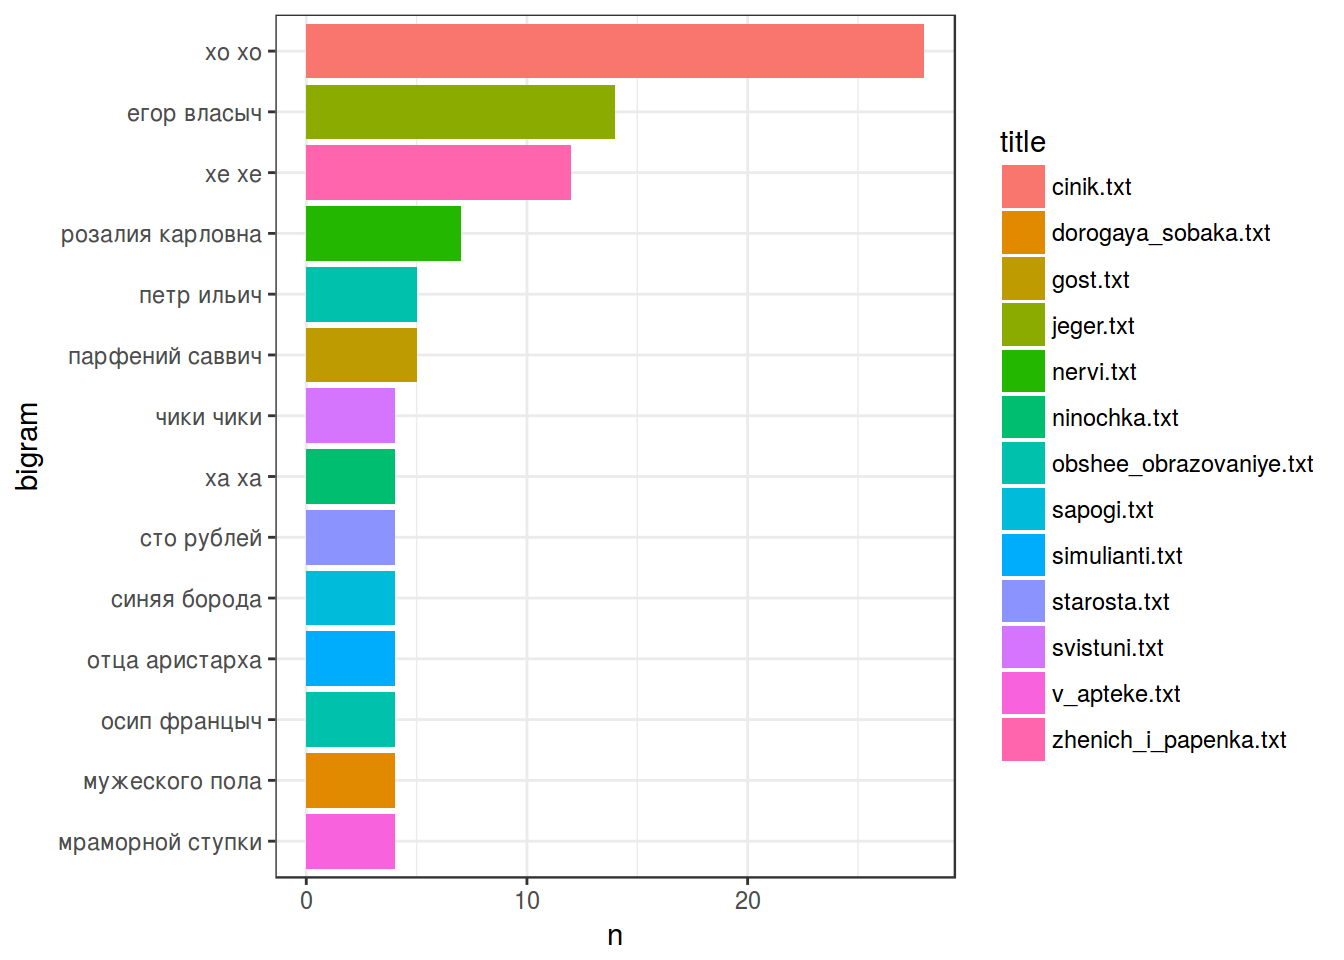 хо хо
егор власыч
хе хе
розалия карловна
петр ильич
парфений саввич
чики чики
ха ха
сто рублей
синяя борода
отца аристарха
осип францыч
мужеского пола
мраморной ступки
bigram
0 10 20
n
title
cinik.txt
dorogaya_sobaka.txt
gost.txt
jeger.txt
nervi.txt
ninochka.txt
obshee_obrazovaniye.txt
sapogi.txt
simulianti.txt
starosta.txt
svistuni.txt
v_apteke.txt
zhenich_i_papenka.txt